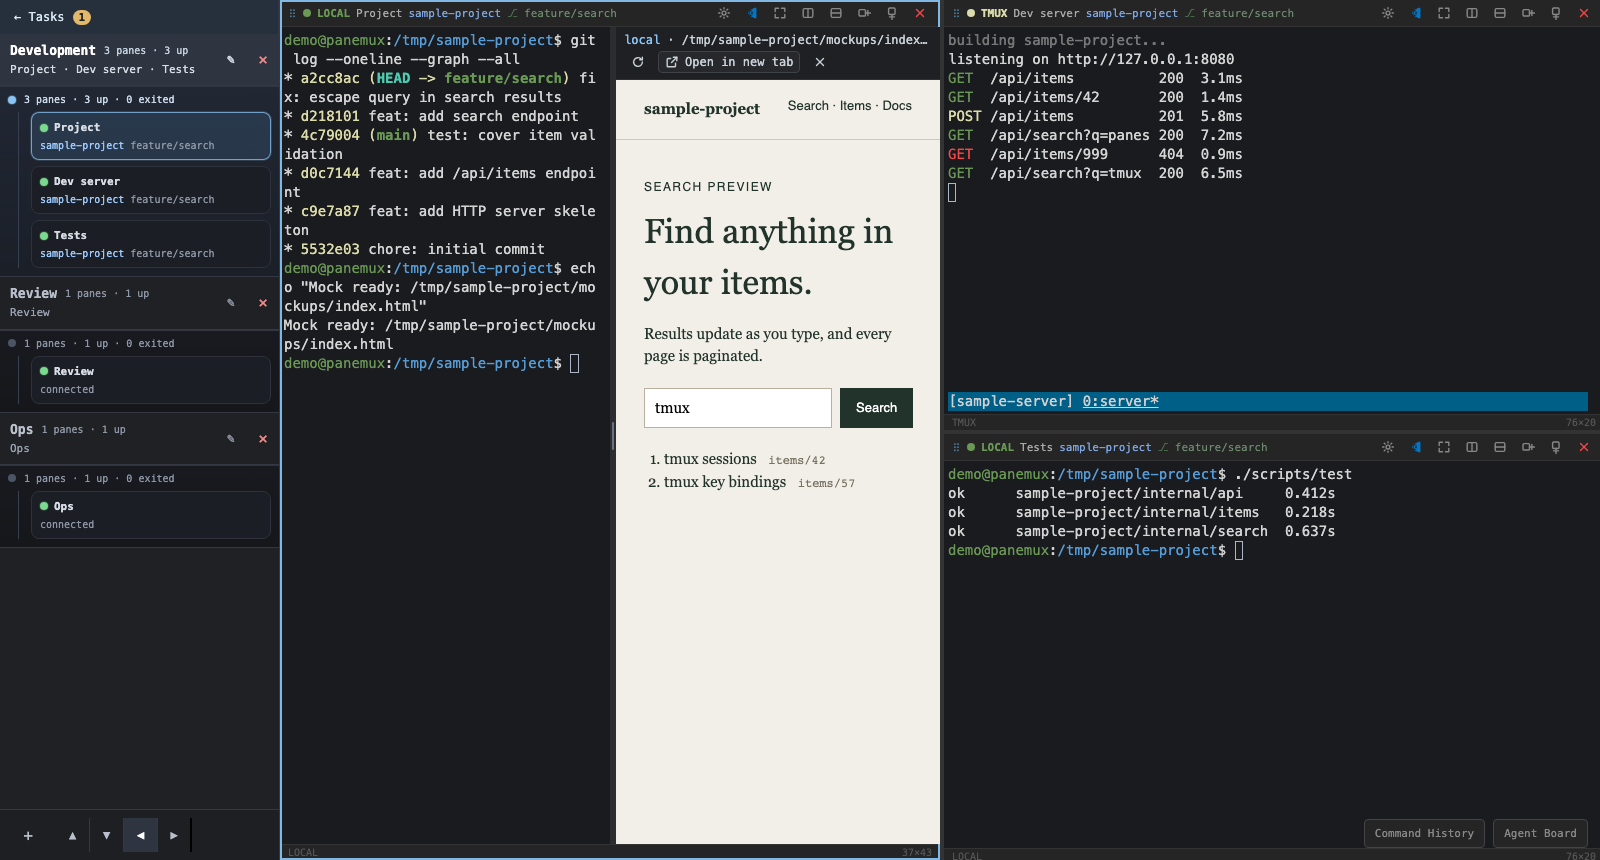 ← Tasks 1
Development 3 panes · 3 up
Project · Dev server · Tests
3 panes · 3 up · 0 exited
Project
sample-project feature/search
Dev server
sample-project feature/search
Tests
sample-project feature/search
Review 1 panes · 1 up
Review
1 panes · 1 up · 0 exited
Review
connected
Ops 1 panes · 1 up
Ops
1 panes · 1 up · 0 exited
Ops
connected
LOCAL Project sample-project feature/search
demo@panemux:/tmp/sample-project$ git
log --oneline --graph --all
* a2cc8ac (HEAD -> feature/search) fi
x: escape query in search results
* d218101 feat: add search endpoint
* 4c79004 (main) test: cover item val
idation
* d0c7144 feat: add /api/items endpoi
nt
* c9e7a87 feat: add HTTP server skele
ton
* 5532e03 chore: initial commit
demo@panemux:/tmp/sample-project$ ech
o "Mock ready: /tmp/sample-project/mo
ckups/index.html"
Mock ready: /tmp/sample-project/mocku
ps/index.html
demo@panemux:/tmp/sample-project$
LOCAL 37×43
local · /tmp/sample-project/mockups/index…
Open in new tab
sample-project Search · Items · Docs
SEARCH PREVIEW
Find anything in
your items.
Results update as you type, and every
page is paginated.
tmux Search
1. tmux sessions items/42
2. tmux key bindings items/57
TMUX Dev server sample-project feature/search
building sample-project...
listening on http://127.0.0.1:8080
GET /api/items 200 3.1ms
GET /api/items/42 200 1.4ms
POST /api/items 201 5.8ms
GET /api/search?q=panes 200 7.2ms
GET /api/items/999 404 0.9ms
GET /api/search?q=tmux 200 6.5ms
[sample-server] 0:server*
TMUX 76×20
LOCAL Tests sample-project feature/search
demo@panemux:/tmp/sample-project$ ./scripts/test
ok sample-project/internal/api 0.412s
ok sample-project/internal/items 0.218s
ok sample-project/internal/search 0.637s
demo@panemux:/tmp/sample-project$
Command History Agent Board
LOCAL 76×20